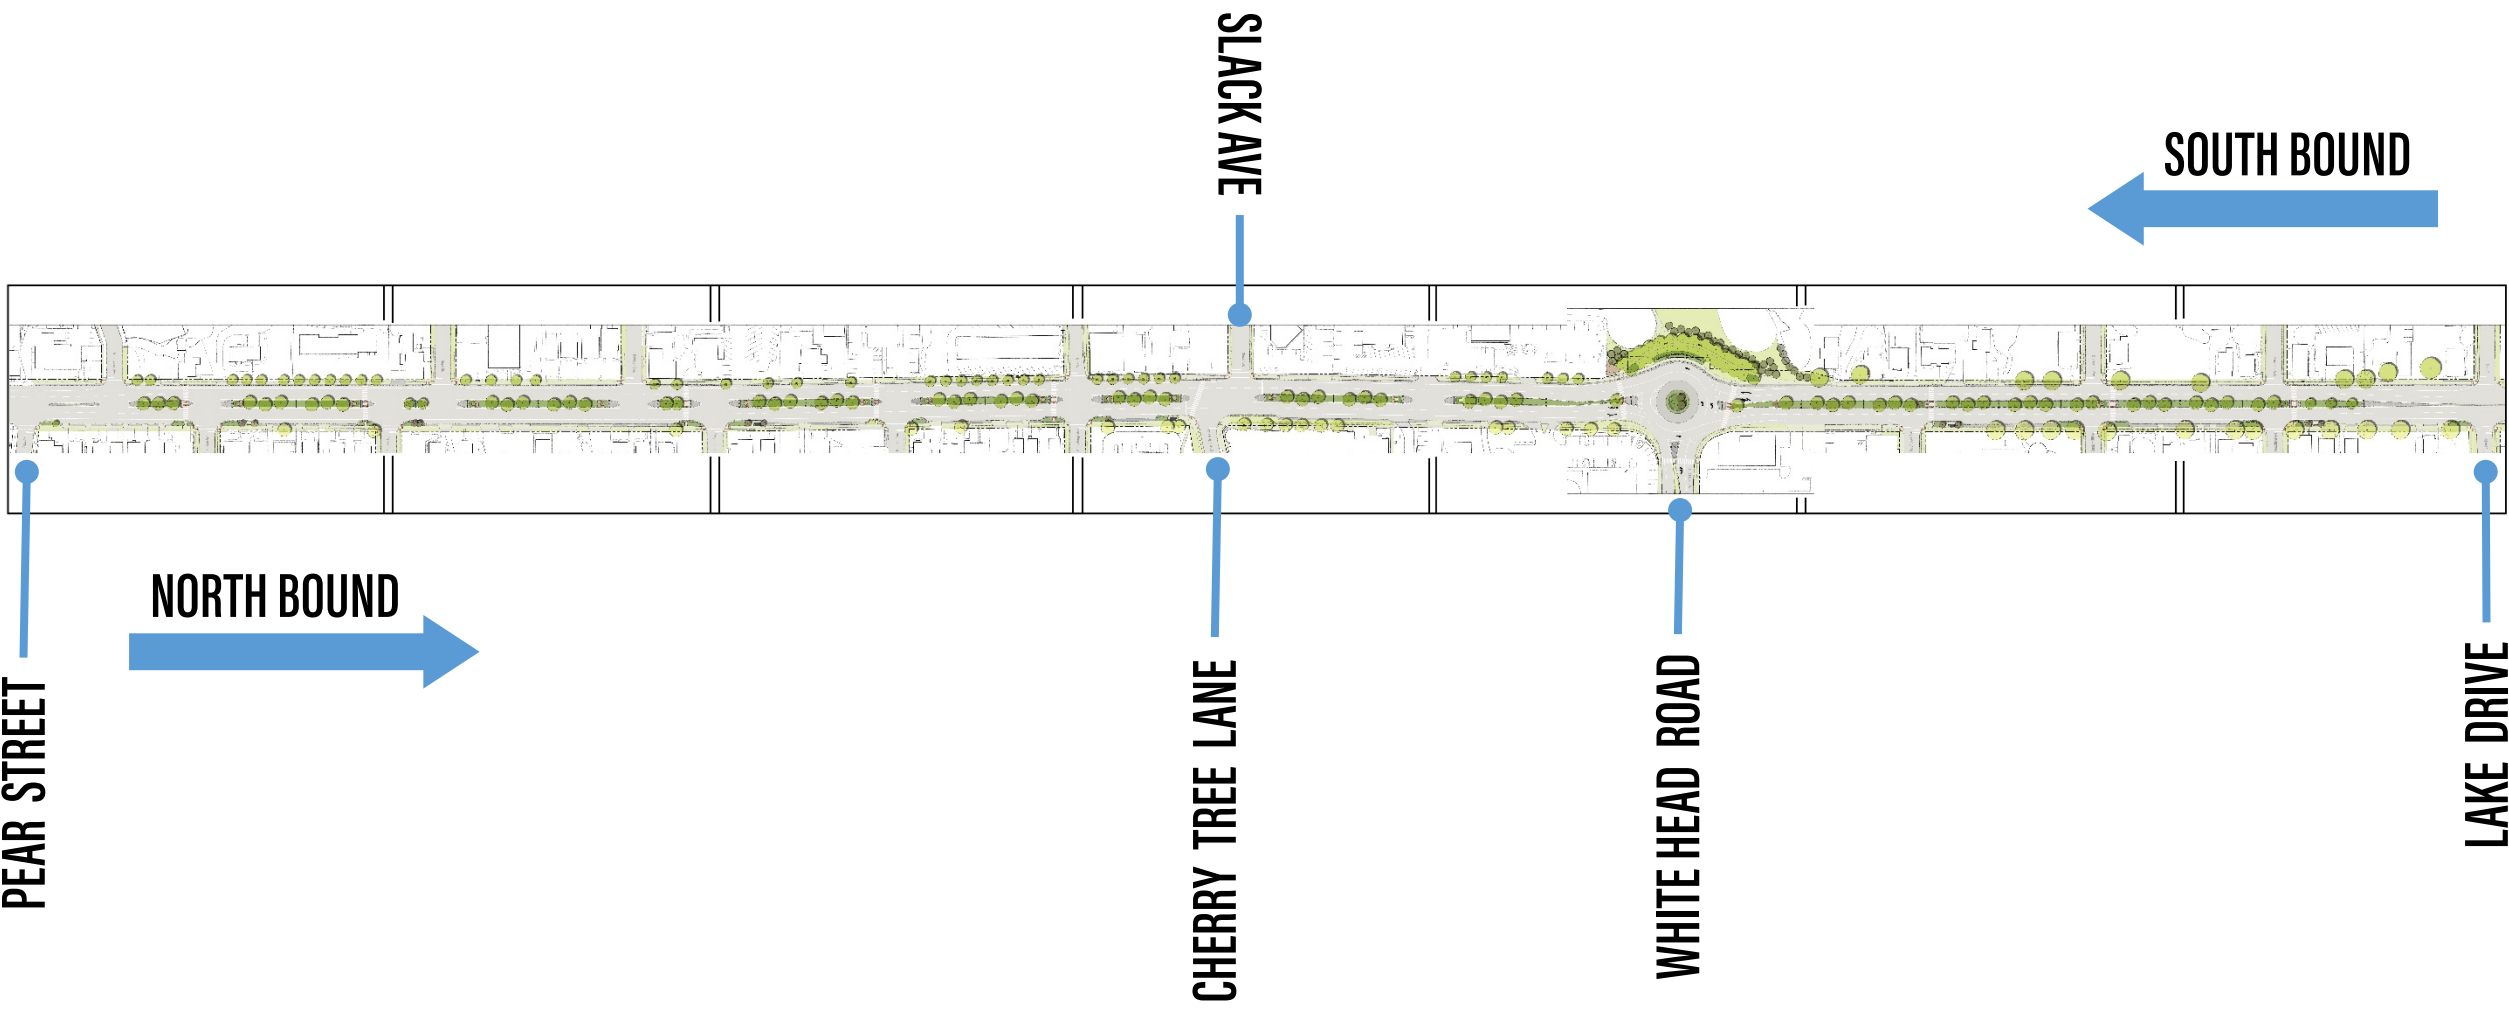 SLACK AVE
SOUTH BOUND
NORTH BOUND
PEAR STREET
CHERRY TREE LANE
WHITE HEAD ROAD
LAKE DRIVE